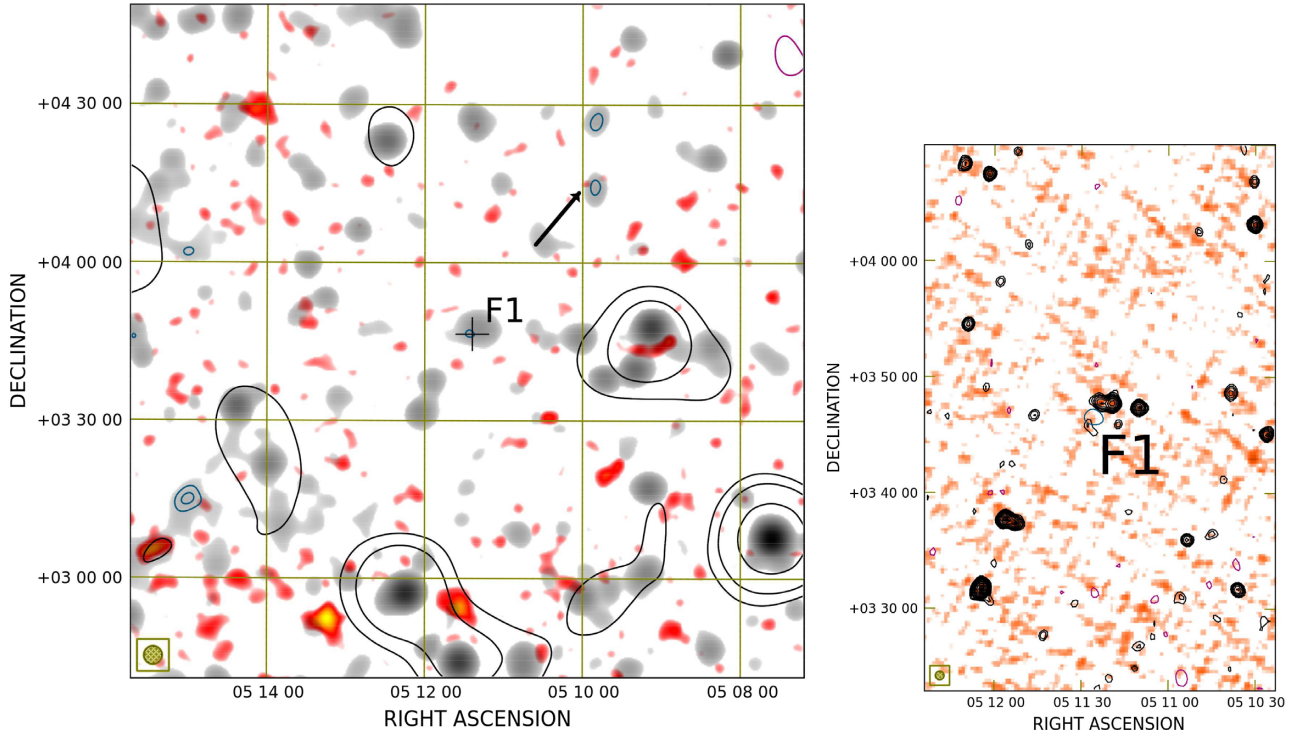 +04 30 00
+04 00 00
F1
+03 30 00
+03 00 00
DECLINATION
05 14 00
05 12 00
05 10 00
05 08 00
RIGHT ASCENSION
+04 00 00
+03 50 00
F1
+03 40 00
+03 30 00
DECLINATION
05 12 00
05 11 30
05 11 00
05 10 30
RIGHT ASCENSION